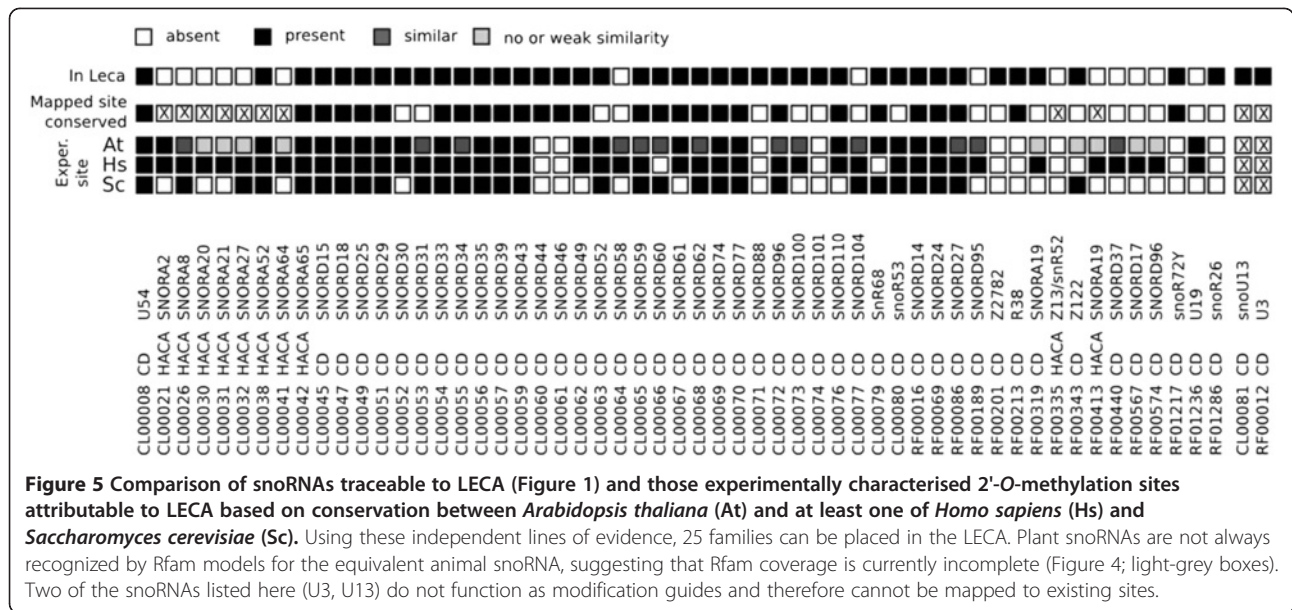 absent present similar no or weak similarity
In Leca
Mapped site
conserved
Exper.
site
At
Hs
Sc
CL00008 CD U54
CL00021 HACA SNORA2
CL00026 HACA SNORA8
CL00030 HACA SNORA20
CL00031 HACA SNORA21
CL00032 HACA SNORA27
CL00038 HACA SNORA52
CL00041 HACA SNORA64
CL00042 HACA SNORA65
CL00045 CD SNORD15
CL00047 CD SNORD18
CL00049 CD SNORD25
CL00051 CD SNORD29
CL00052 CD SNORD30
CL00053 CD SNORD31
CL00054 CD SNORD33
CL00055 CD SNORD34
CL00056 CD SNORD35
CL00057 CD SNORD39
CL00059 CD SNORD43
CL00060 CD SNORD44
CL00061 CD SNORD46
CL00062 CD SNORD49
CL00063 CD SNORD52
CL00064 CD SNORD58
CL00065 CD SNORD59
CL00066 CD SNORD60
CL00067 CD SNORD61
CL00068 CD SNORD62
CL00069 CD SNORD74
CL00070 CD SNORD77
CL00071 CD SNORD88
CL00072 CD SNORD96
CL00073 CD SNORD100
CL00074 CD SNORD101
CL00076 CD SNORD110
CL00077 CD SNORD104
CL00079 CD SnR68
CL00080 CD snoR53
RF00016 CD SNORD14
RF00069 CD SNORD24
RF00086 CD SNORD27
RF00189 CD SNORD95
RF00201 CD Z2782
RF00213 CD R38
RF00319 CD SNORA19
RF00335 HACA Z13/snR52
RF00343 CD Z122
RF00413 HACA SNORA19
RF00440 CD SNORD37
RF00567 CD SNORD17
RF00574 CD SNORD96
RF01217 CD snoR72Y
RF01236 CD U19
RF01286 CD snoR26
CL00081 CD snoU13
RF00012 CD U3
Figure 5 Comparison of snoRNAs traceable to LECA (Figure 1) and those experimentally characterised 2'-O-methylation sites
attributable to LECA based on conservation between Arabidopsis thaliana (At) and at least one of Homo sapiens (Hs) and
Saccharomyces cerevisiae (Sc). Using these independent lines of evidence, 25 families can be placed in the LECA. Plant snoRNAs are not always
recognized by Rfam models for the equivalent animal snoRNA, suggesting that Rfam coverage is currently incomplete (Figure 4; light-grey boxes).
Two of the snoRNAs listed here (U3, U13) do not function as modification guides and therefore cannot be mapped to existing sites.